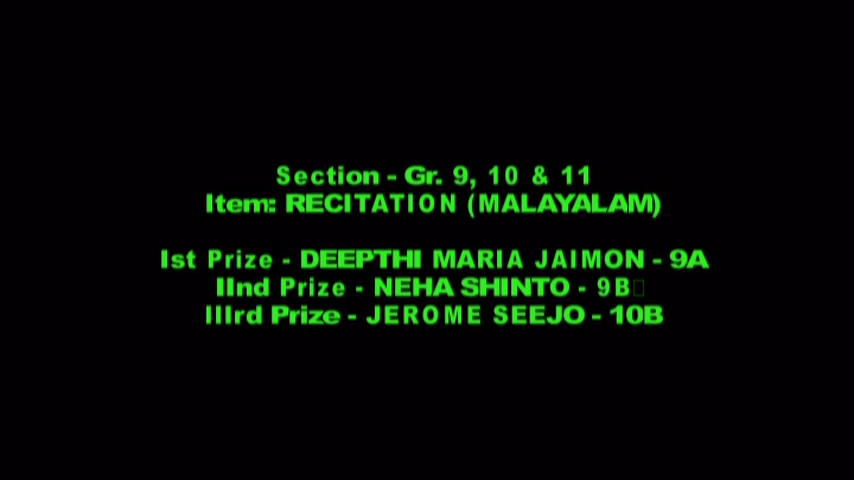 Section - Gr. 9, 10 & 11
Item: RECITATION (MALAYALAM)
Ist Prize - DEEPTHI MARIA JAIMON - 9A
IInd Prize - NEHA SHINTO - 9B
IIIrd Prize - JEROME SEEJO - 10B